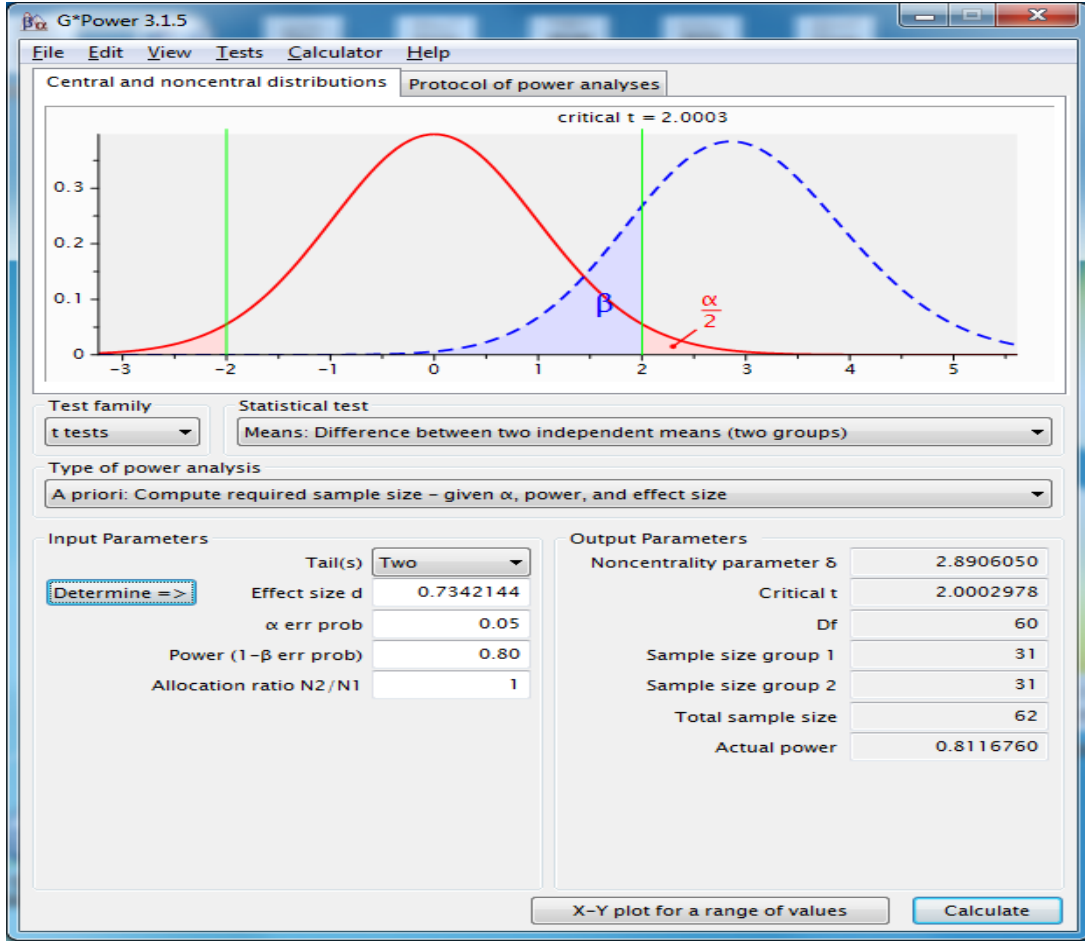 G*Power 3.1.5
File Edit View Tests Calculator Help
Central and noncentral distributions Protocol of power analyses
critical t = 2.0003
0.3
0.2
0.1
0
β
α
2
-3 -2 -1 0 1 2 3 4 5
Test family Statistical test
t tests Means: Difference between two independent means (two groups)
Type of power analysis
A priori: Compute required sample size – given α, power, and effect size
Input Parameters
Tail(s) Two
Determine => Effect size d 0.7342144
α err prob 0.05
Power (1-β err prob) 0.80
Allocation ratio N2/N1 1
Output Parameters
Noncentrality parameter δ 2.8906050
Critical t 2.0002978
Df 60
Sample size group 1 31
Sample size group 2 31
Total sample size 62
Actual power 0.8116760
X-Y plot for a range of values Calculate